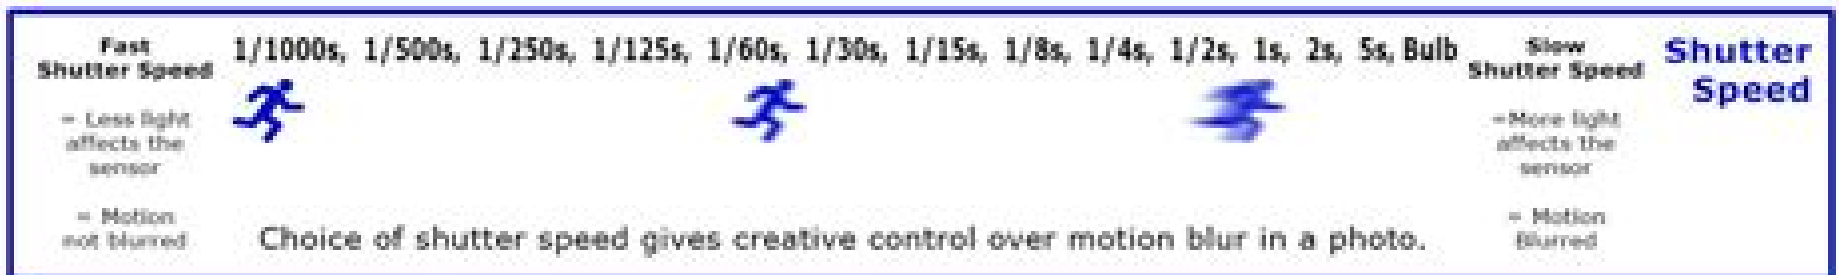 Fast
Shutter Speed
= Less light
affects the
sensor
= Motion
not blurred
1/1000s, 1/500s, 1/250s, 1/125s, 1/60s, 1/30s, 1/15s, 1/8s, 1/4s, 1/2s, 1s, 2s, 5s, Bulb
Choice of shutter speed gives creative control over motion blur in a photo.
Slow
Shutter Speed
=More light
affects the
sensor
= Motion
Blurred
Shutter
Speed